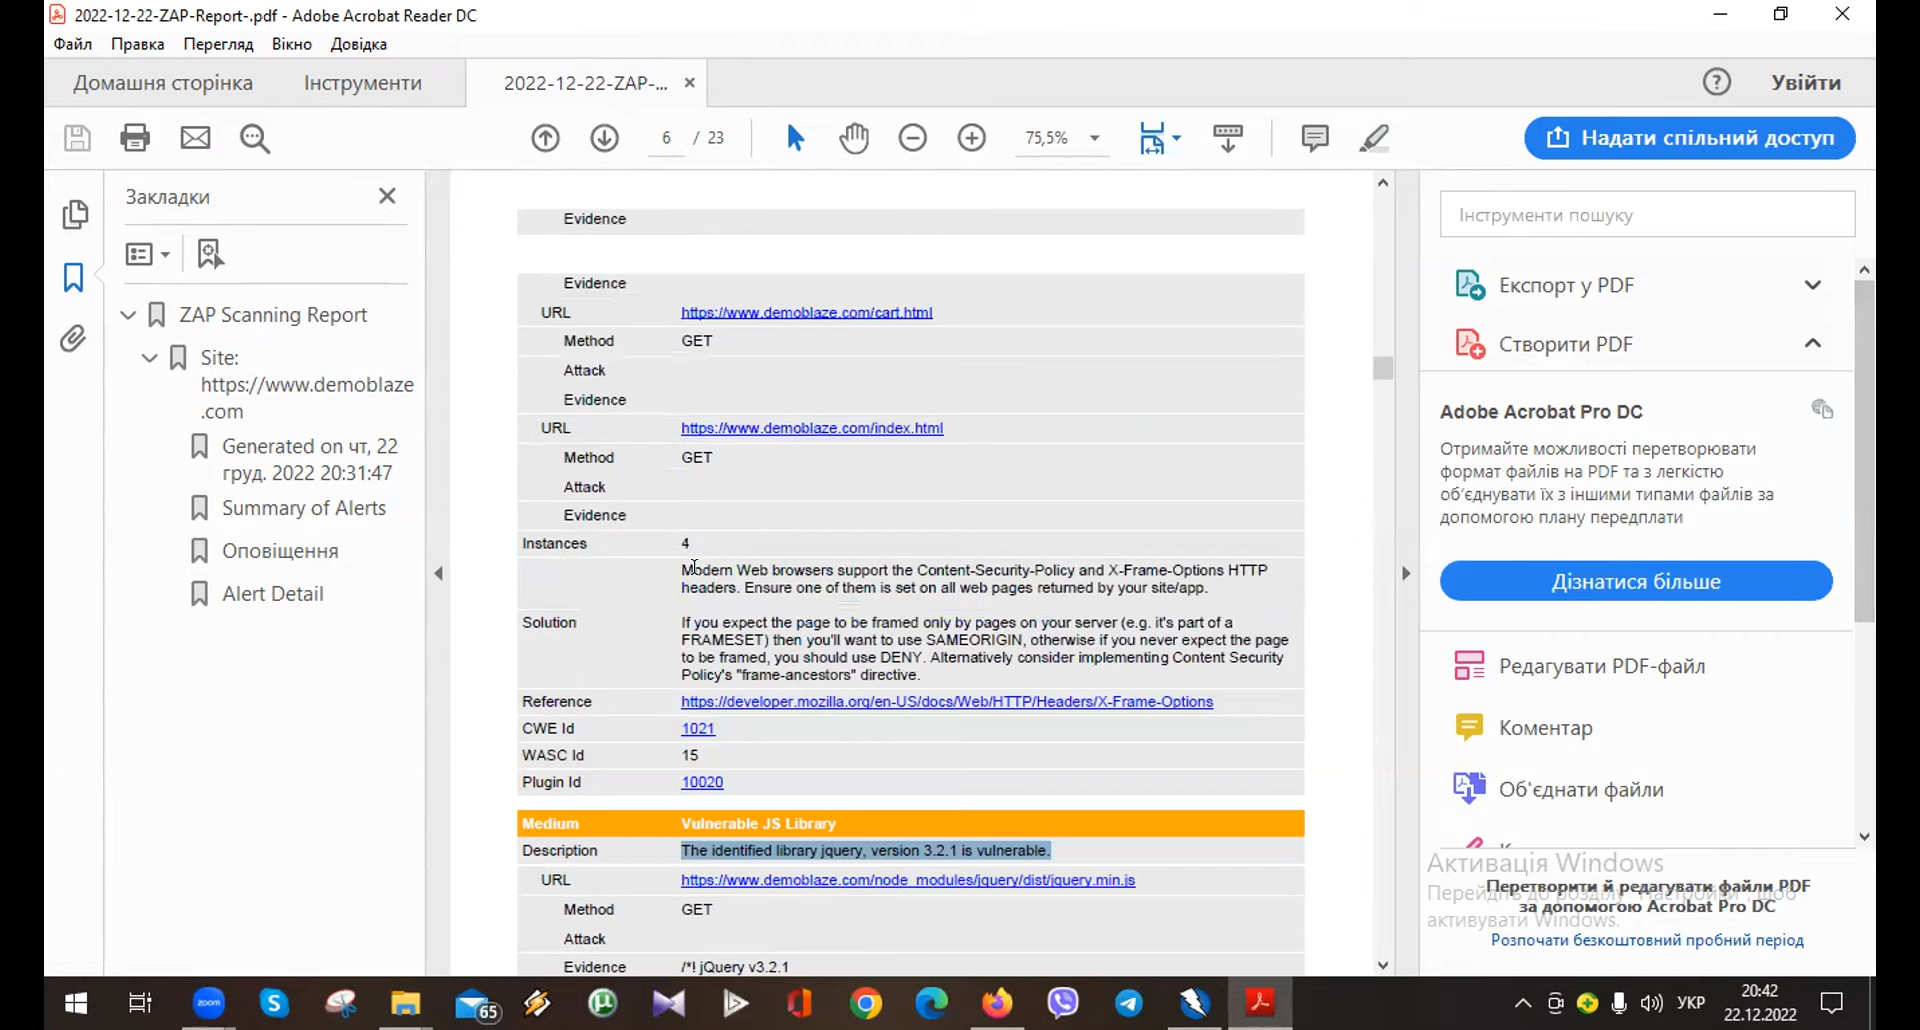 2022-12-22-ZAP-Report-.pdf - Adobe Acrobat Reader DC
Файл Правка Перегляд Вікно Довідка
Домашня сторінка Інструменти 2022-12-22-ZAP-... Увійти
6 / 23 75,5% Надати спільний доступ
Закладки
ZAP Scanning Report
Site:
https://www.demoblaze
.com
Generated on чт, 22
груд. 2022 20:31:47
Summary of Alerts
Оповіщення
Alert Detail
Evidence
Evidence
URL https://www.demoblaze.com/cart.html
Method GET
Attack
Evidence
URL https://www.demoblaze.com/index.html
Method GET
Attack
Evidence
Instances 4
Modern Web browsers support the Content-Security-Policy and X-Frame-Options HTTP
headers. Ensure one of them is set on all web pages returned by your site/app.
Solution If you expect the page to be framed only by pages on your server (e.g. it's part of a
FRAMESET) then you'll want to use SAMEORIGIN, otherwise if you never expect the page
to be framed, you should use DENY. Alternatively consider implementing Content Security
Policy's "frame-ancestors" directive.
Reference https://developer.mozilla.org/en-US/docs/Web/HTTP/Headers/X-Frame-Options
CWE Id 1021
WASC Id 15
Plugin Id 10020
Medium Vulnerable JS Library
Description The identified library jquery, version 3.2.1 is vulnerable.
URL https://www.demoblaze.com/node_modules/jquery/dist/jquery.min.js
Method GET
Attack
Evidence /*! jQuery v3.2.1
Інструменти пошуку
Експорт у PDF
Створити PDF
Adobe Acrobat Pro DC
Отримайте можливості перетворювати
формат файлів на PDF та з легкістю
об’єднувати їх з іншими типами файлів за
допомогою плану передплати
Дізнатися більше
Редагувати PDF-файл
Коментар
Об'єднати файли
Активація Windows
Перейдіть до розділу "Настройки", щоб
активувати Windows.
Перетворити й редагувати файли PDF
за допомогою Acrobat Pro DC
Розпочати безкоштовний пробний період
zoom 65 УКР 20:42
22.12.2022